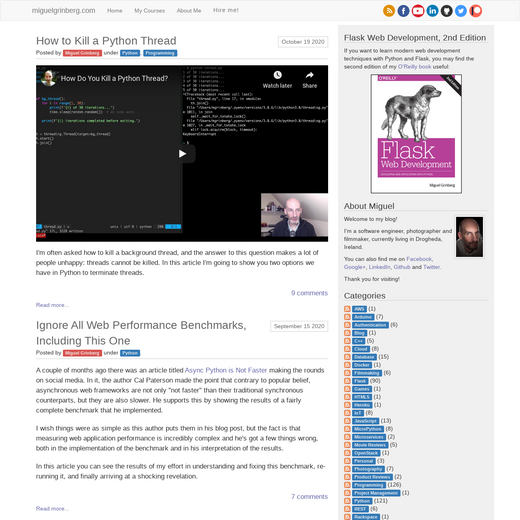 miguelgrinberg.com Home My Courses About Me Hire me!
How to Kill a Python Thread
October 19 2020
Posted by Miguel Grinberg under Python Programming
How Do You Kill a Python Thread?
Watch later
Share
I'm often asked how to kill a background thread, and the answer to this question makes a lot of
people unhappy: threads cannot be killed. In this article I'm going to show you two options we
have in Python to terminate threads.
9 comments
Read more...
Ignore All Web Performance Benchmarks,
Including This One
September 15 2020
Posted by Miguel Grinberg under Python
A couple of months ago there was an article titled Async Python is Not Faster making the rounds
on social media. In it, the author Cal Paterson made the point that contrary to popular belief,
asynchronous web frameworks are not only "not faster" than their traditional synchronous
counterparts, but they are also slower. He supports this by showing the results of a fairly
complete benchmark that he implemented.
I wish things were as simple as this author puts them in his blog post, but the fact is that
measuring web application performance is incredibly complex and he's got a few things wrong,
both in the implementation of the benchmark and in his interpretation of the results.
In this article you can see the results of my effort in understanding and fixing this benchmark, re-
running it, and finally arriving at a shocking revelation.
7 comments
Read more...
Flask Web Development, 2nd Edition
If you want to learn modern web development
techniques with Python and Flask, you may find the
second edition of my O'Reilly book useful:
O'REILLY
Flask
Web Development
Miguel Grinberg
About Miguel
Welcome to my blog!
I'm a software engineer, photographer and
filmmaker, currently living in Drogheda,
Ireland.
You can also find me on Facebook,
Google+, LinkedIn, Github and Twitter.
Thank you for visiting!
Categories
AWS (1)
Arduino (7)
Authentication (6)
Blog (1)
C++ (5)
Cloud (8)
Database (15)
Docker (1)
Filmmaking (6)
Flask (90)
Games (1)
HTML5 (1)
Heroku (1)
IoT (8)
JavaScript (13)
MicroPython (8)
Microservices (2)
Movie Reviews (5)
OpenStack (1)
Personal (3)
Photography (7)
Product Reviews (2)
Programming (126)
Project Management (1)
Python (121)
REST (6)
Rackspace (1)